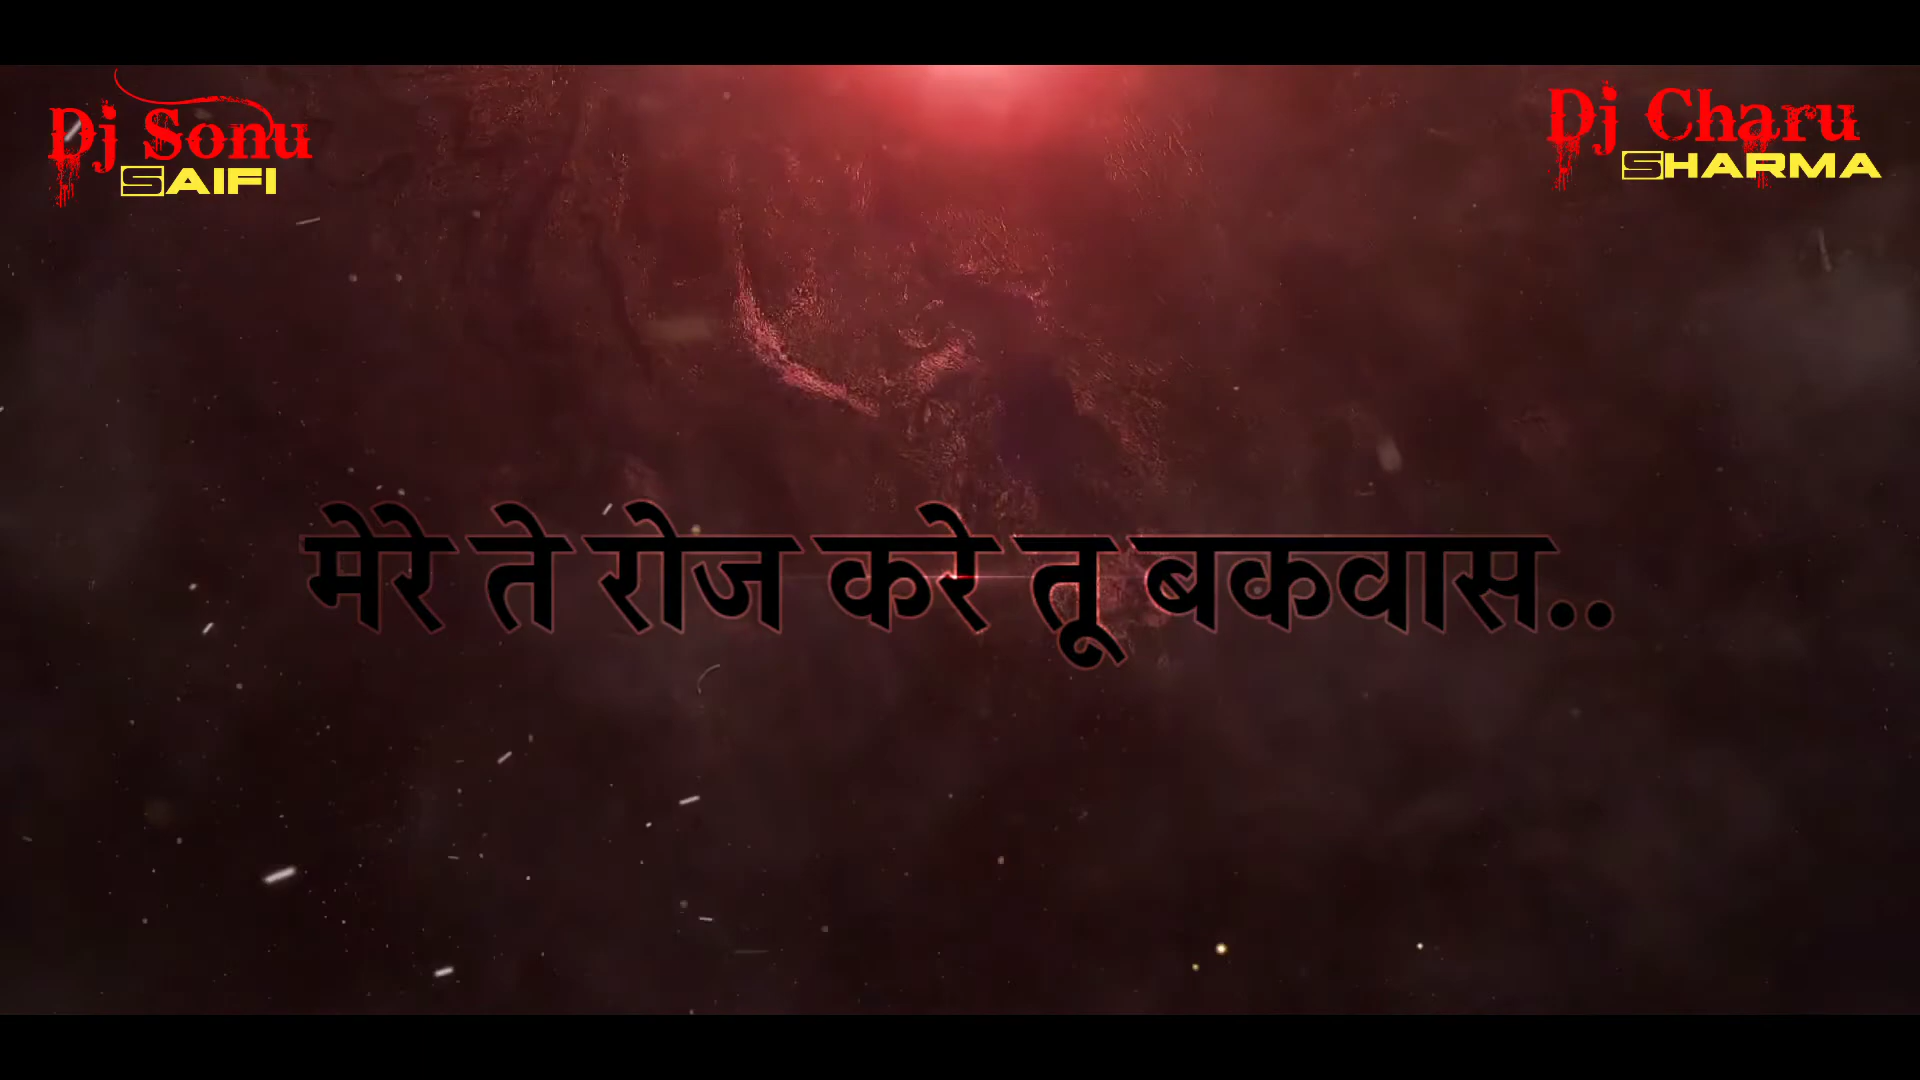 Dj Sonu
SAIFI
Dj Charu
SHARMA
मेरे ते रोज करे तू बकवास..